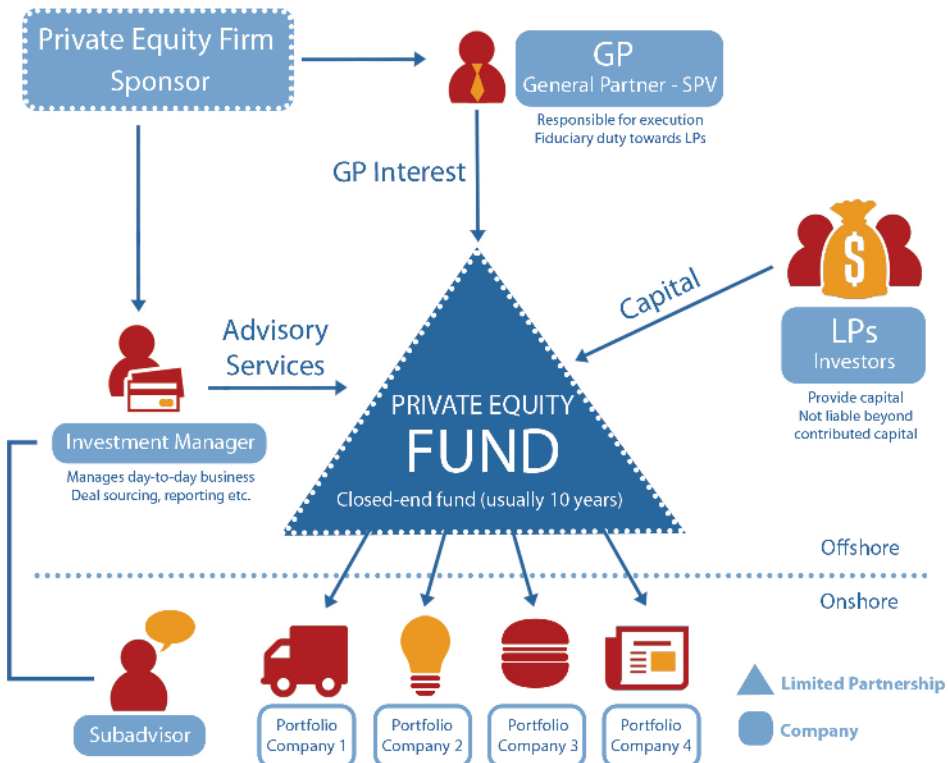 Private Equity Firm
Sponsor
GP
General Partner - SPV
Responsible for execution
Fiduciary duty towards LPs
GP Interest
Capital
$
LPs
Investors
Provide capital
Not liable beyond
contributed capital
Advisory
Services
Investment Manager
Manages day-to-day business
Deal sourcing, reporting etc.
PRIVATE EQUITY
FUND
Closed-end fund (usually 10 years)
Offshore
Onshore
Subadvisor
Portfolio
Company 1
Portfolio
Company 2
Portfolio
Company 3
Portfolio
Company 4
Limited Partnership
Company